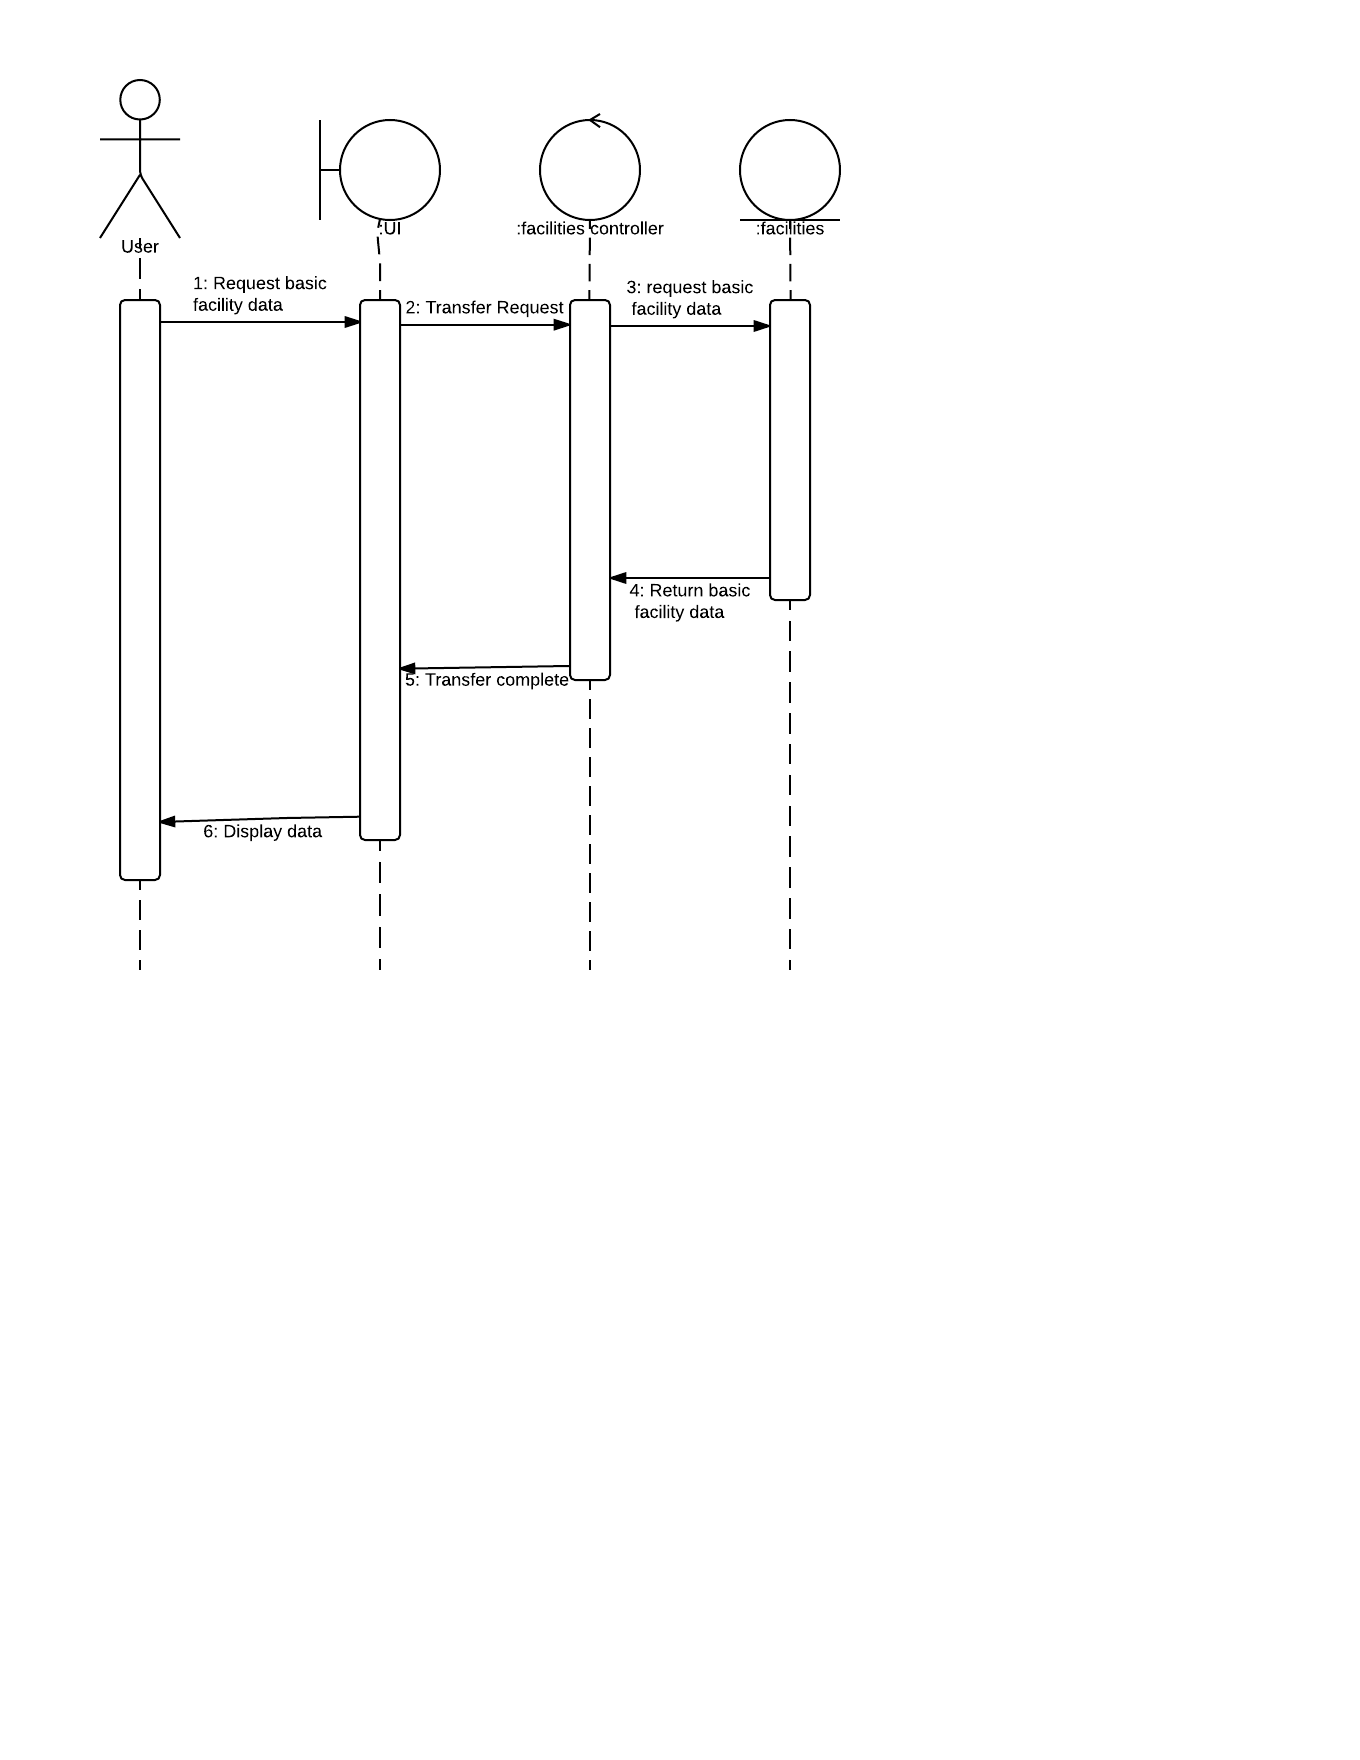 User
:UI
:facilities controller
:facilities
1: Request basic
facility data
2: Transfer Request
3: request basic
facility data
4: Return basic
facility data
5: Transfer complete
6: Display data